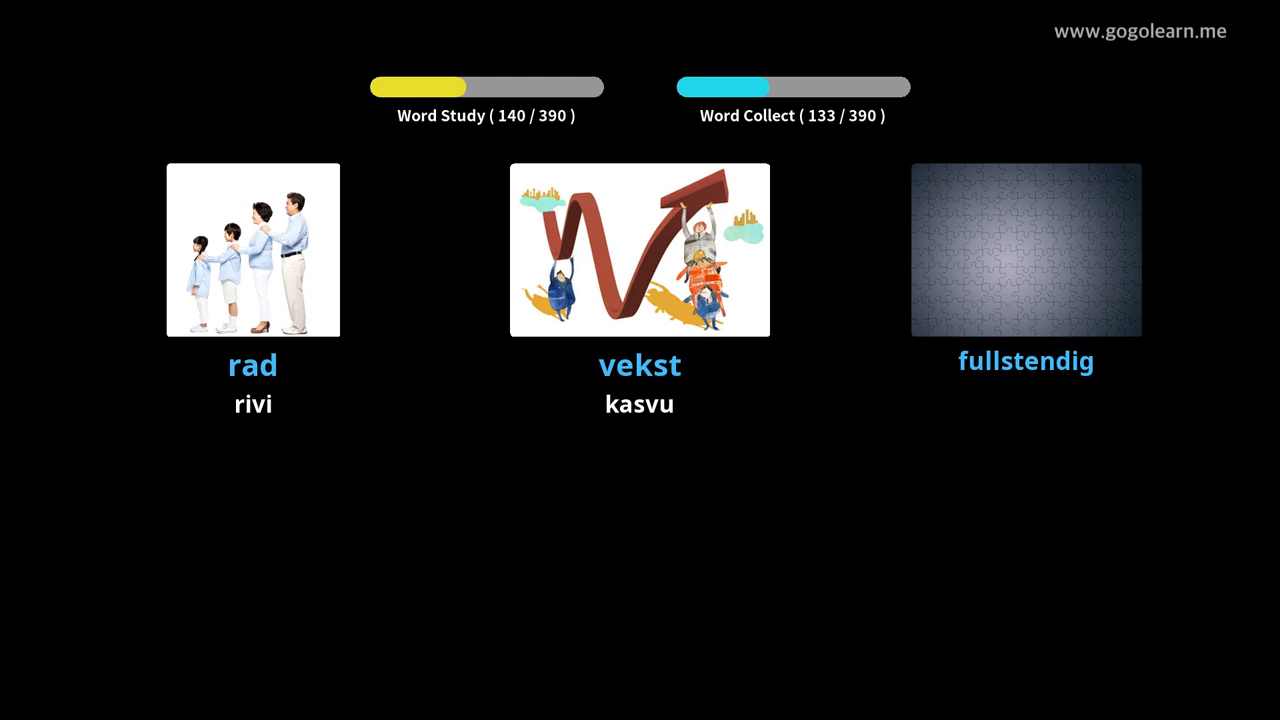 www.gogolearn.me
Word Study ( 140 / 390 )
Word Collect ( 133 / 390 )
rad
rivi
vekst
kasvu
fullstendig